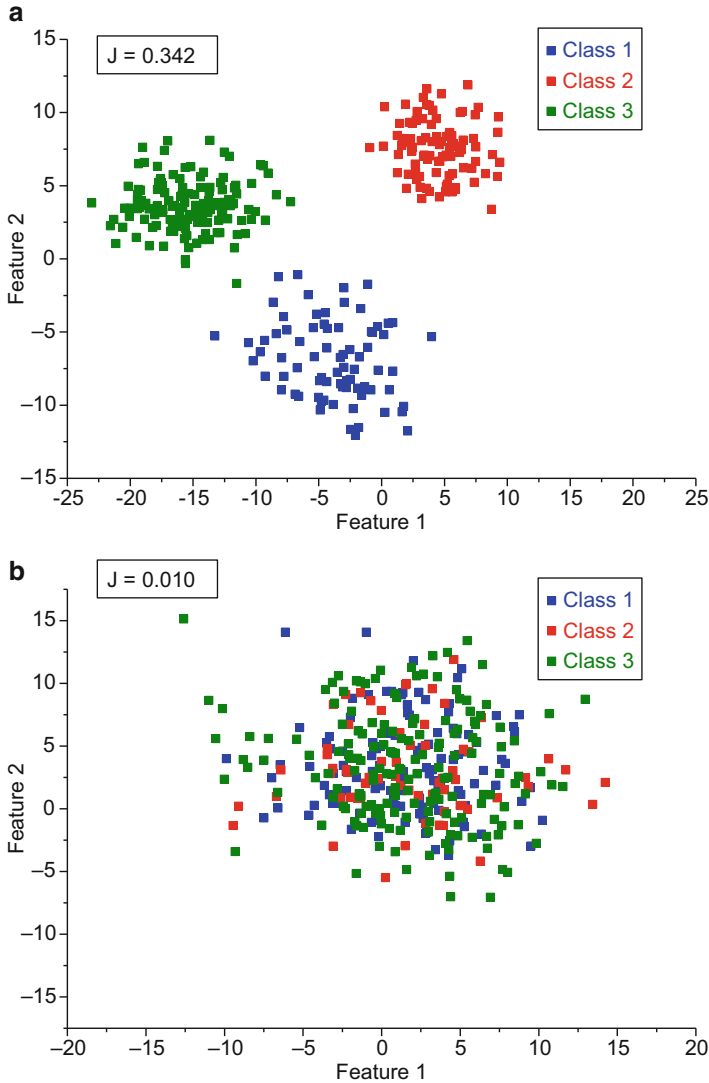 a
J = 0.342
Class 1
Class 2
Class 3
15
10
5
0
–5
–10
–15
Feature 2
-25 -20 -15 -10 -5 0 5 10 15 20 25
Feature 1
b
J = 0.010
Class 1
Class 2
Class 3
15
10
5
0
–5
–10
–15
Feature 2
–20 –15 –10 –5 0 5 10 15 20
Feature 1